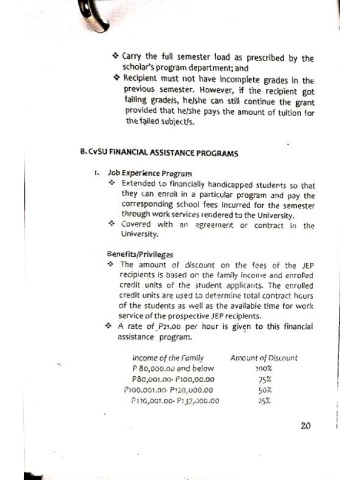 ❖ Carry the full semester load as prescribed by the
scholar's program department; and
❖ Recipient must not have incomplete grades in the
previous semester. However, if the recipient got
failing grade/s, he/she can still continue the grant
provided that he/she pays the amount of tuition for
the failed subject/s.
B. CvSU FINANCIAL ASSISTANCE PROGRAMS
1. Job Experience Program
❖ Extended to financially handicapped students so that
they can enroll in a particular program and pay the
corresponding school fees incurred for the semester
through work services rendered to the University.
❖ Covered with an agreement or contract in the
University.
Benefits/Privileges
❖ The amount of discount on the fees of the JEP
recipients is based on the family income and enrolled
credit units of the student applicants. The enrolled
credit units are used to determine total contract hours
of the students as well as the available time for work
service of the prospective JEP recipients.
❖ A rate of P21.00 per hour is given to this financial
assistance program.
Income of the Family Amount of Discount
P 80,000.00 and below 100%
P80,001.00- P100,00.00 75%
P100,001.00- P120,000.00 50%
P110,001.00- P137,000.00 25%
20